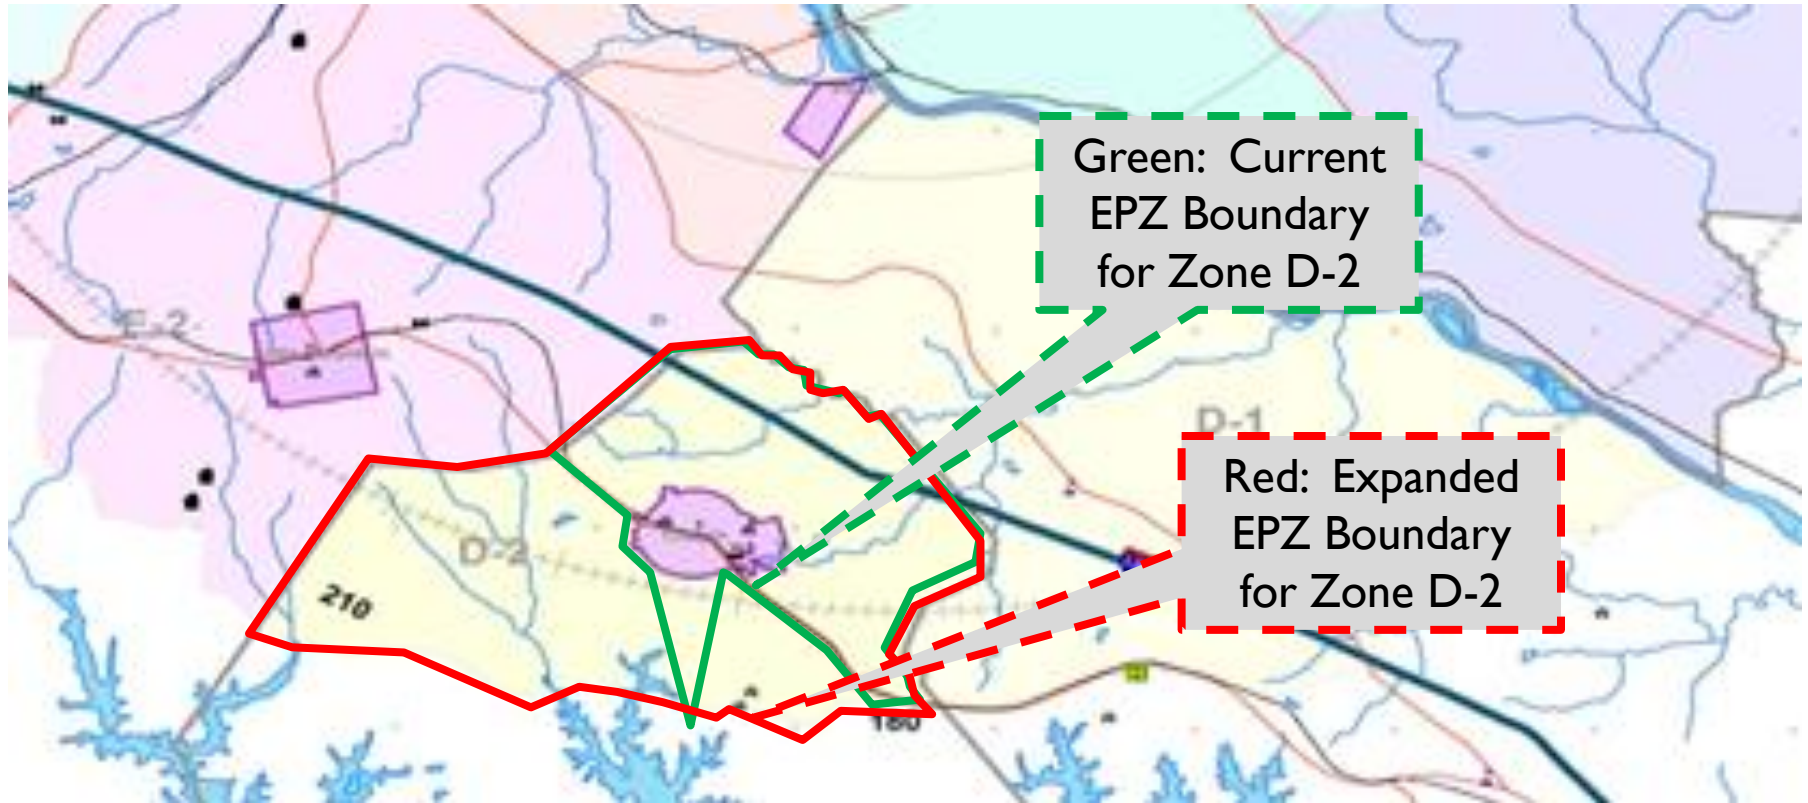 Green: Current
EPZ Boundary
for Zone D-2
E-2
D-1
Red: Expanded
EPZ Boundary
for Zone D-2
D-2
210
180